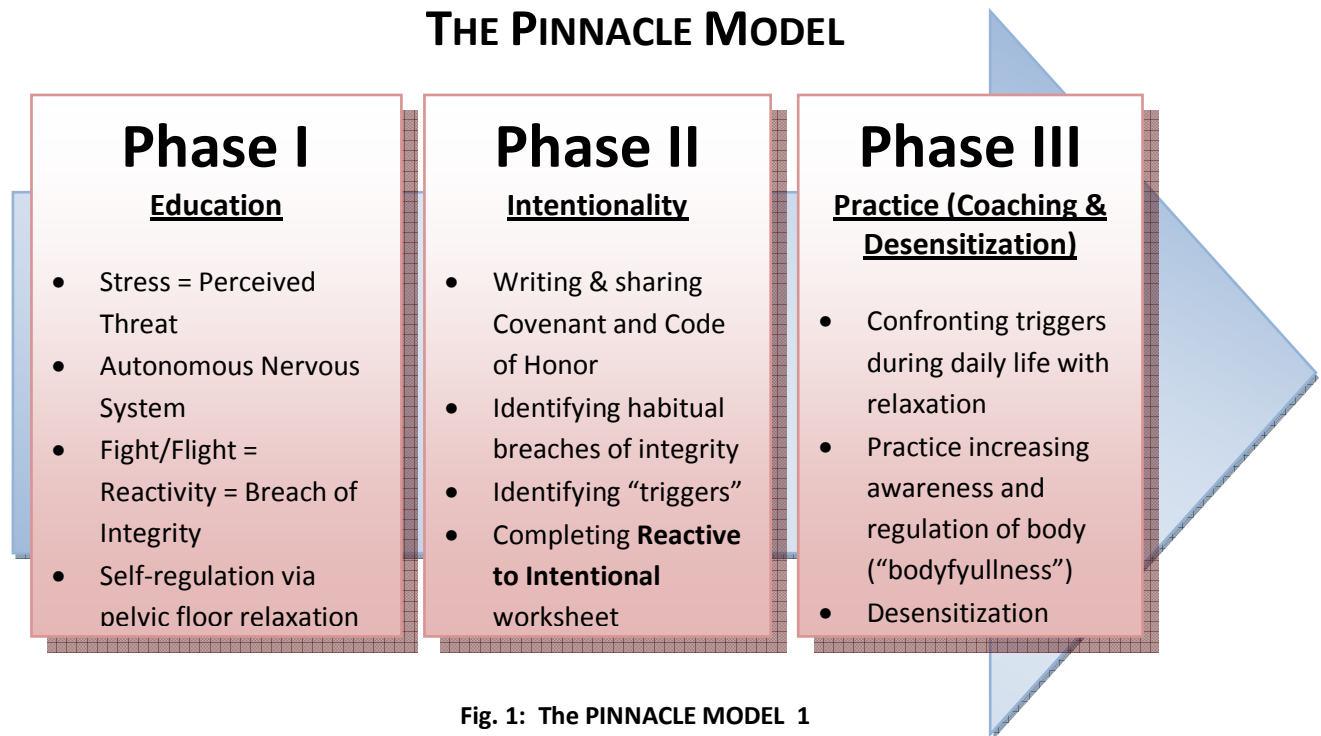 THE PINNACLE MODEL
Phase I
Education
• Stress = Perceived
Threat
• Autonomous Nervous
System
• Fight/Flight =
Reactivity = Breach of
Integrity
• Self-regulation via
pelvic floor relaxation
Phase II
Intentionality
• Writing & sharing
Covenant and Code
of Honor
• Identifying habitual
breaches of integrity
• Identifying “triggers”
• Completing Reactive
to Intentional
worksheet
Phase III
Practice (Coaching &
Desensitization)
• Confronting triggers
during daily life with
relaxation
• Practice increasing
awareness and
regulation of body
(“bodyfyullness”)
• Desensitization
Fig. 1: The PINNACLE MODEL 1